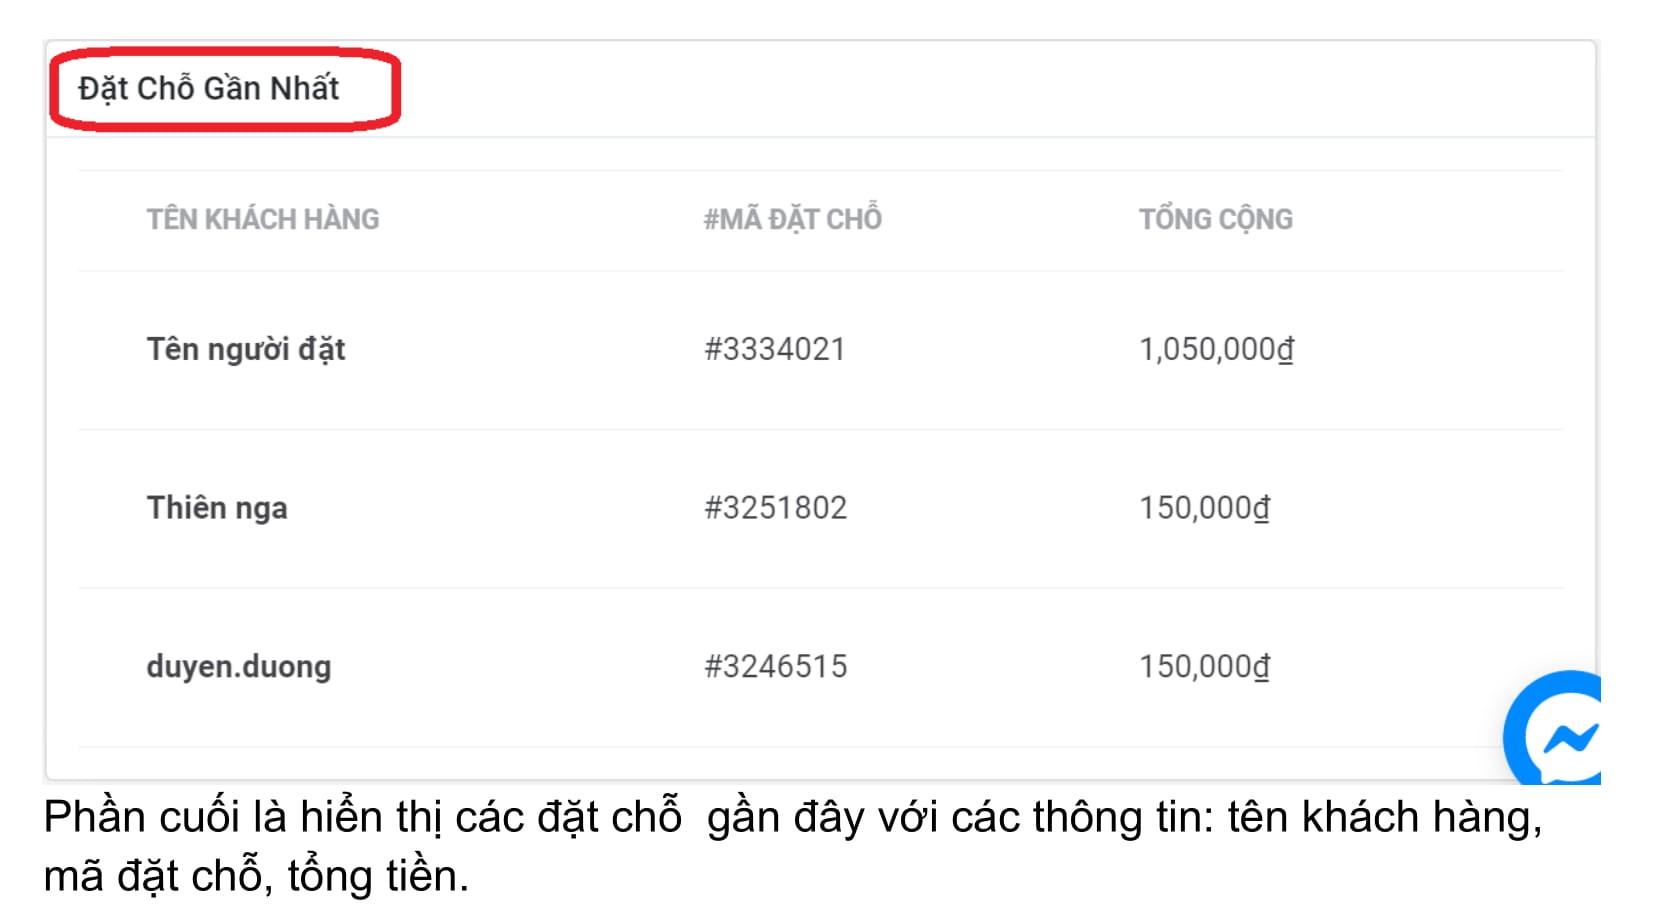 Đặt Chỗ Gần Nhất
TÊN KHÁCH HÀNG #MÃ ĐẶT CHỖ TỔNG CỘNG
Tên người đặt #3334021 1,050,000₫
Thiên nga #3251802 150,000₫
duyen.duong #3246515 150,000₫
Phần cuối là hiển thị các đặt chỗ gần đây với các thông tin: tên khách hàng,
mã đặt chỗ, tổng tiền.